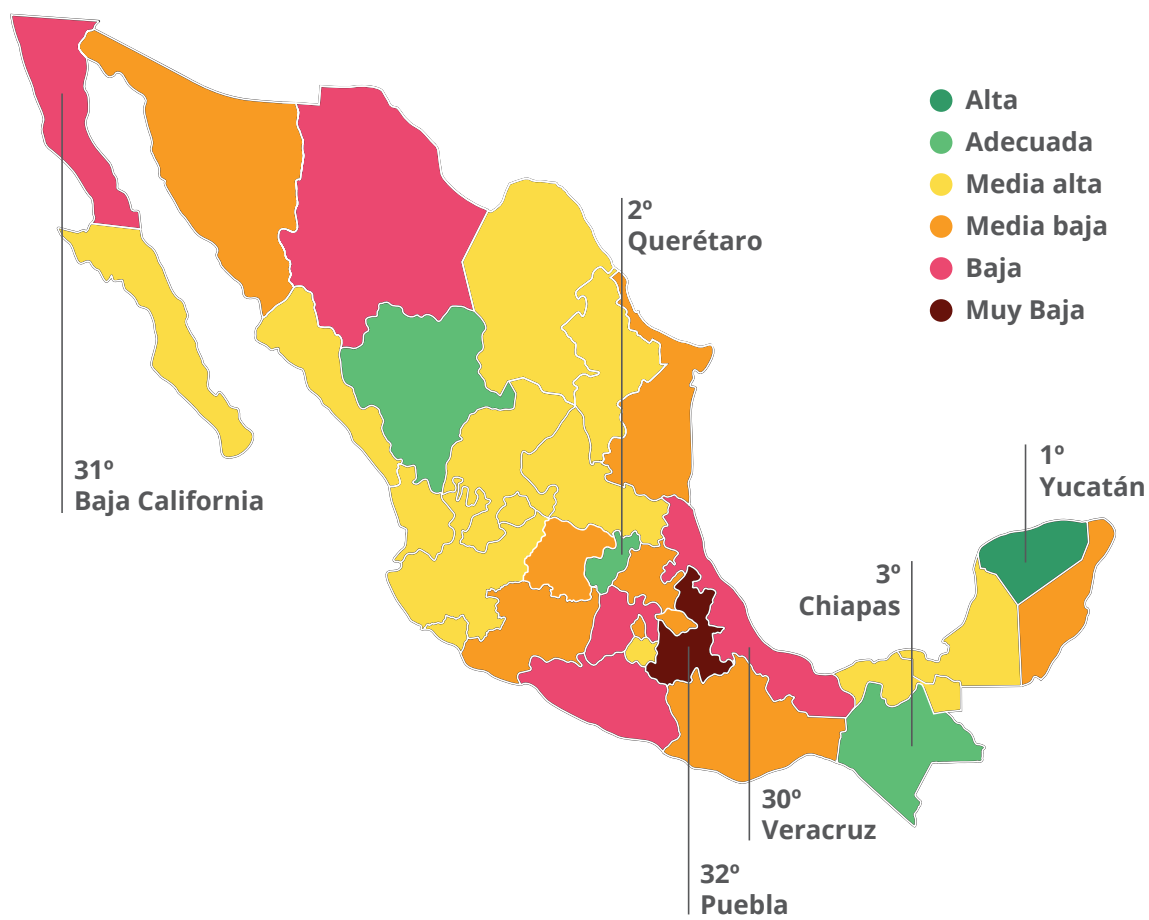 Alta
Adecuada
Media alta
Media baja
Baja
Muy Baja
2º
Querétaro
31º
Baja California
1º
Yucatán
3º
Chiapas
30º
Veracruz
32º
Puebla